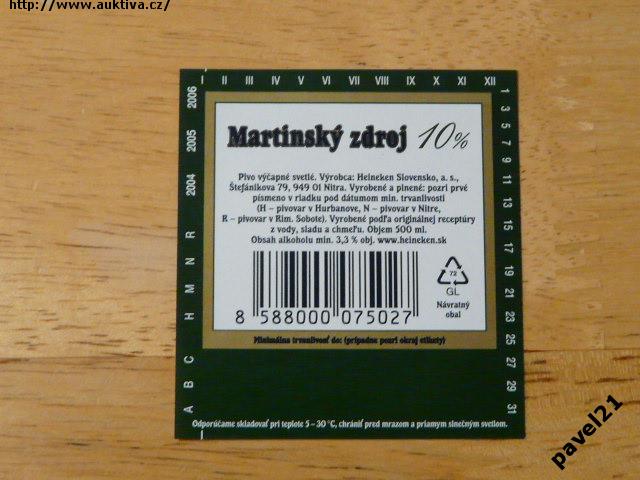 http://www.auktiva.cz/
I II III IV V VI VII VIII IX X XI XII
2006
2005
2004
R
N
M
H
C
B
A
Martinský zdroj 10%
Pivo výčapné svetlé. Výrobca: Heineken Slovensko, a. s.,
Štefánikova 79, 949 01 Nitra. Vyrobené a plnené: pozri prvé
písmeno v riadku pod dátumom min. trvanlivosti
(H – pivovar v Hurbanove, N – pivovar v Nitre,
R – pivovar v Rim. Sobote). Vyrobené podľa originálnej receptúry
z vody, sladu a chmeľu. Objem 500 ml.
Obsah alkoholu min. 3,3 % obj. www.heineken.sk
8 588000 075027
72
GL
Návratný
obal
Minimálna trvanlivosť do: (prípadne pozri okraj etikety)
1 3 5 7 9 11 13 15 17 19 21 23 25 27 29 31
Odporúčame skladovať pri teplote 5 – 30 °C, chrániť pred mrazom a priamym slnečným svetlom.
pavel21